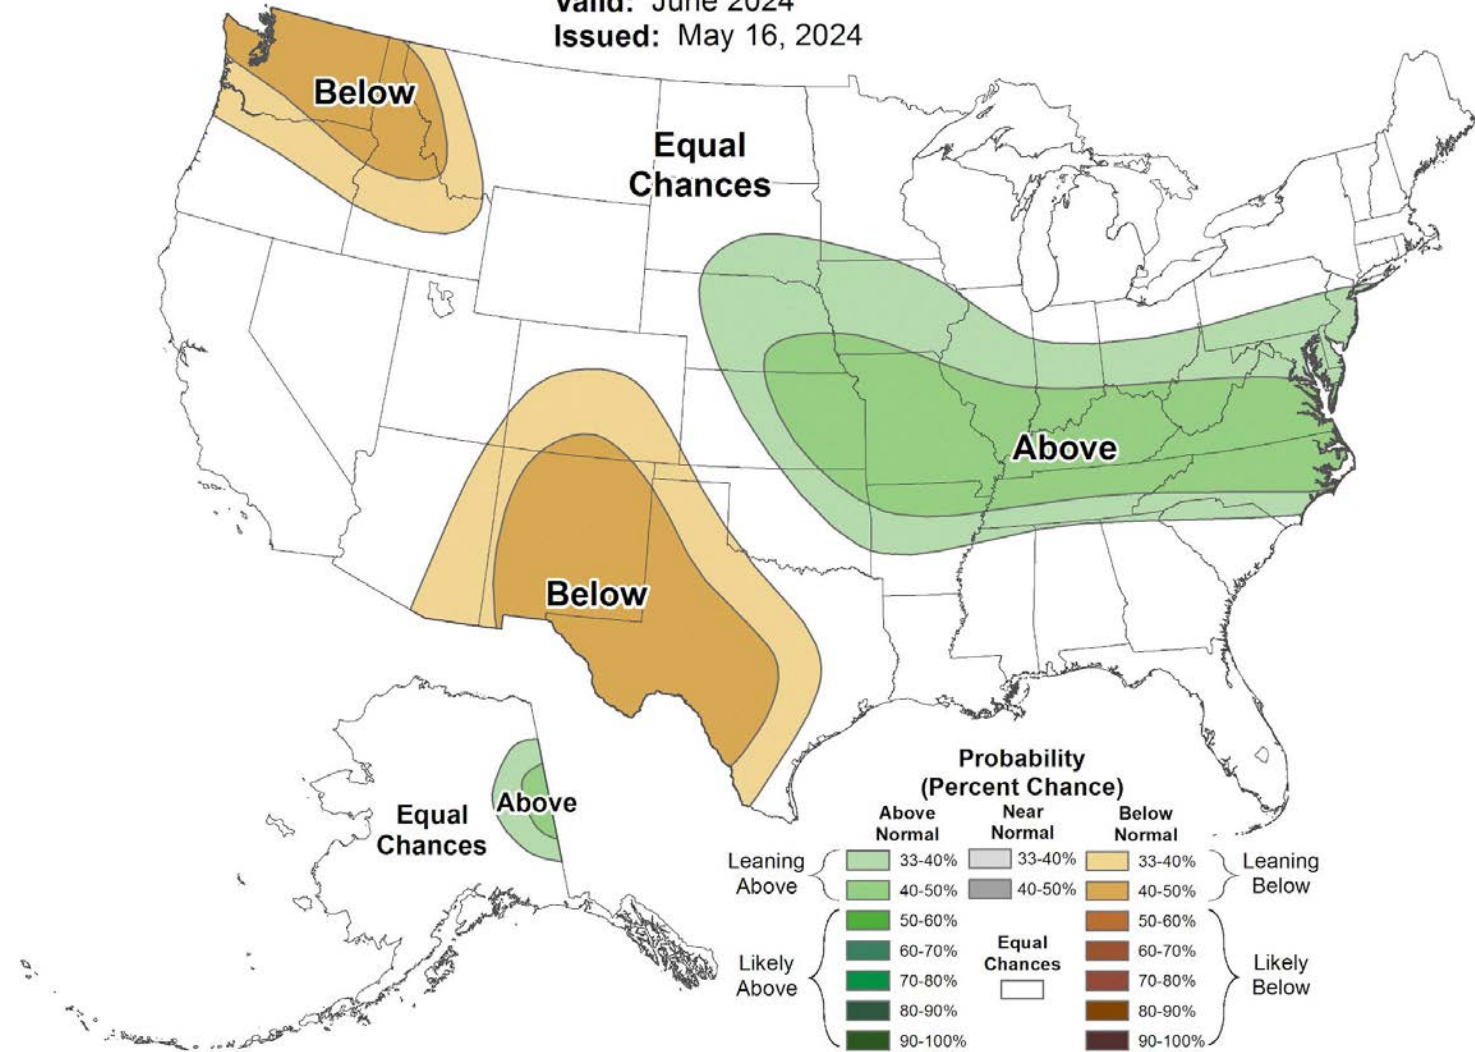 Valid: June 2024
Issued: May 16, 2024
Below
Equal
Chances
Above
Below
Equal
Chances
Above
Probability
(Percent Chance)
Above
Normal
Near
Normal
Below
Normal
Leaning
Above
33-40%
33-40%
33-40%
Leaning
Below
40-50%
40-50%
40-50%
50-60%
50-60%
Likely
Above
60-70%
Equal
Chances
60-70%
Likely
Below
70-80%
70-80%
80-90%
80-90%
90-100%
90-100%